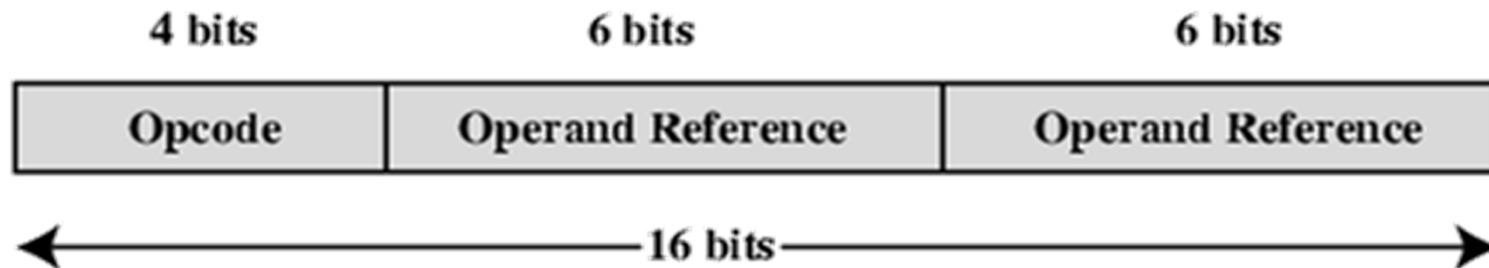 4 bits 6 bits 6 bits
Opcode Operand Reference Operand Reference
16 bits